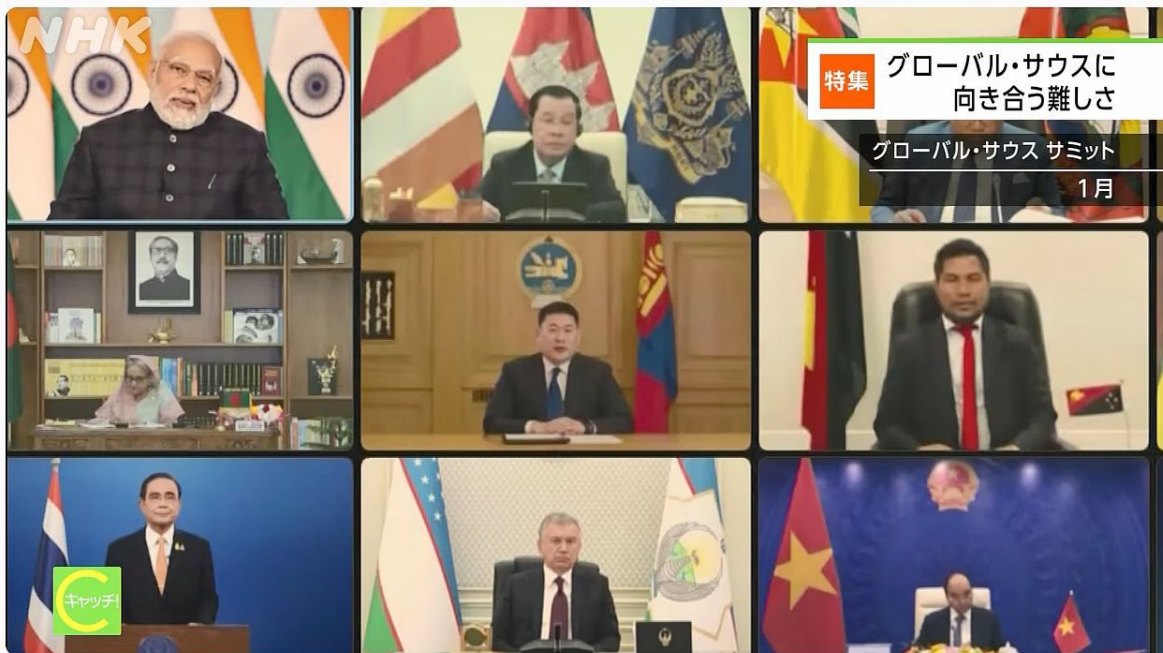 NHK
特集
グローバル・サウスに
向き合う難しさ
グローバル・サウス サミット
1月
キャッチ!